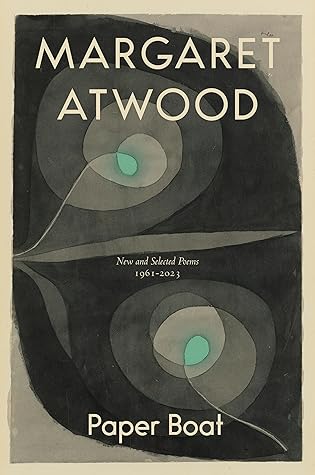 MARGARET
ATWOOD
New and Selected Poems
1961–2023
Paper Boat